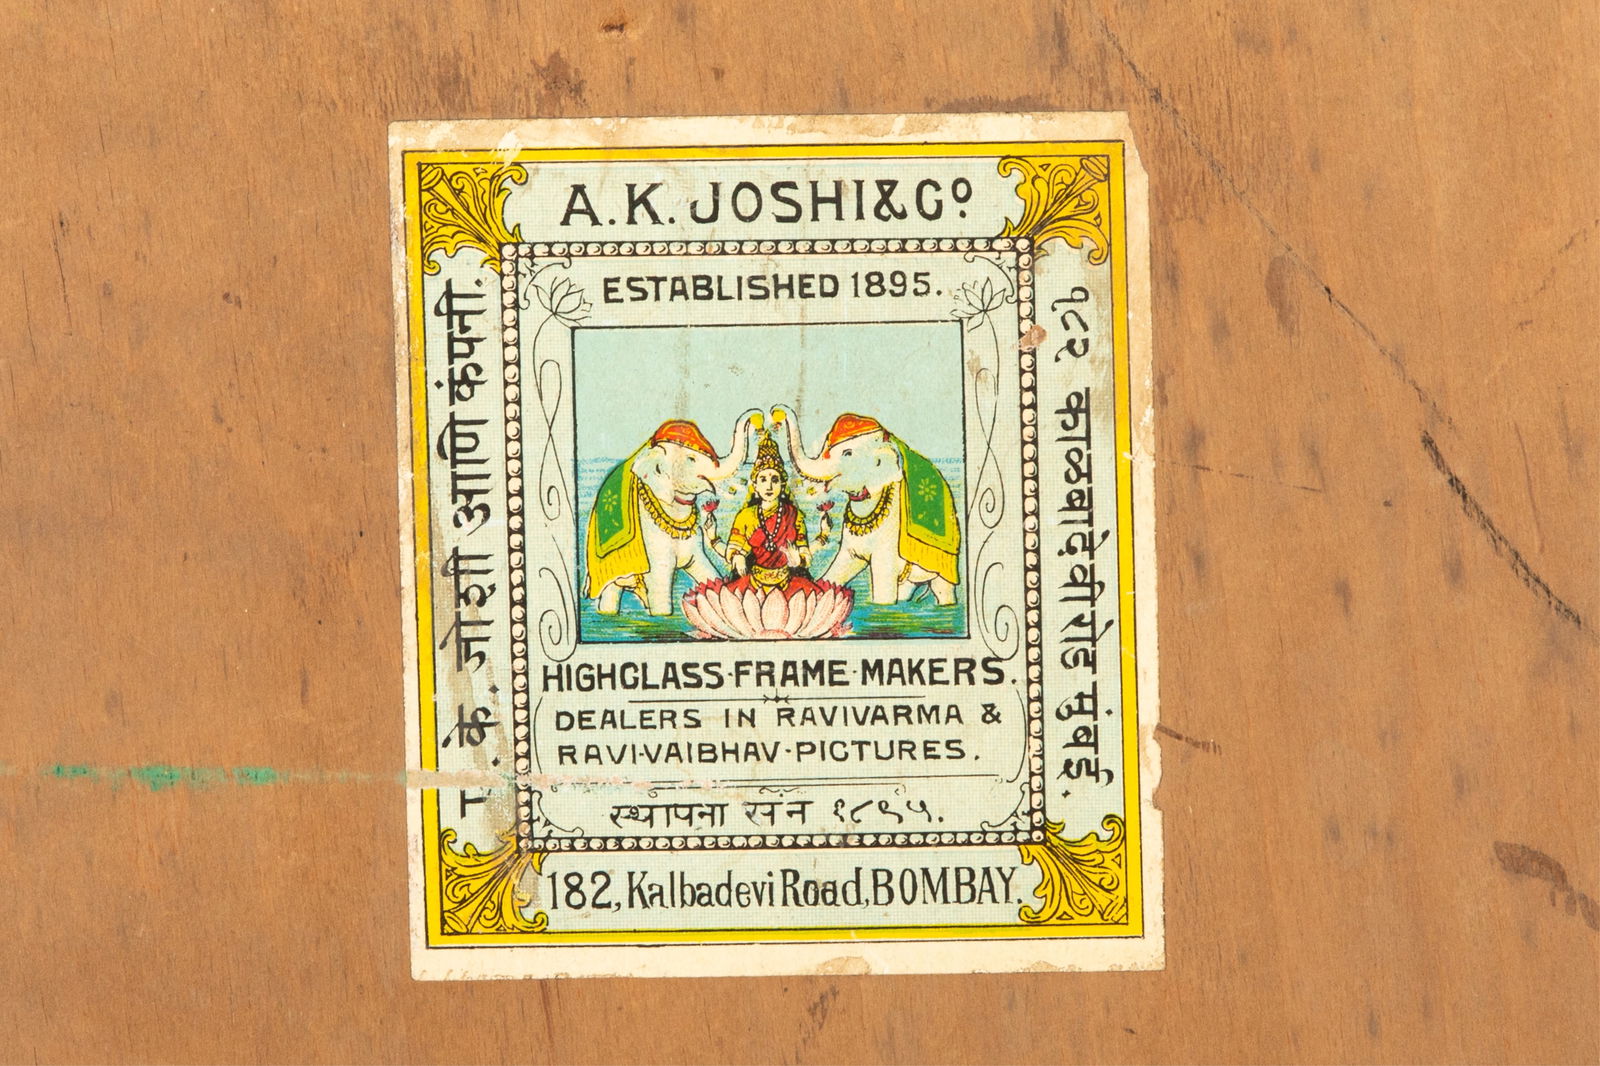 A.K. JOSHI & Cº
ESTABLISHED 1895.
ए. के. जोशी आणि कंपनी.
१८२ काळबादेवीरोड मुंबई.
HIGHCLASS·FRAME·MAKERS.
DEALERS IN RAVIVARMA &
RAVI·VAIBHAV·PICTURES.
स्थापना सन १८९५.
182, Kalbadevi Road, BOMBAY.